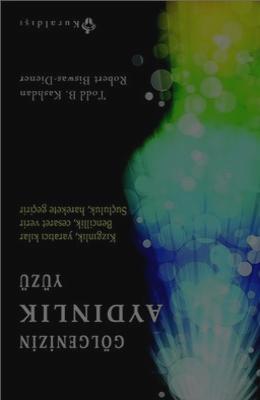 GÖLGENİZİN
AYDINLIK
YÜZÜ
Kızgınlık, yaratıcı kılar
Bencillik, cesaret verir
Suçluluk, harekete geçirir
Todd B. Kashdan
Robert Biswas-Diener
Kuraldışı